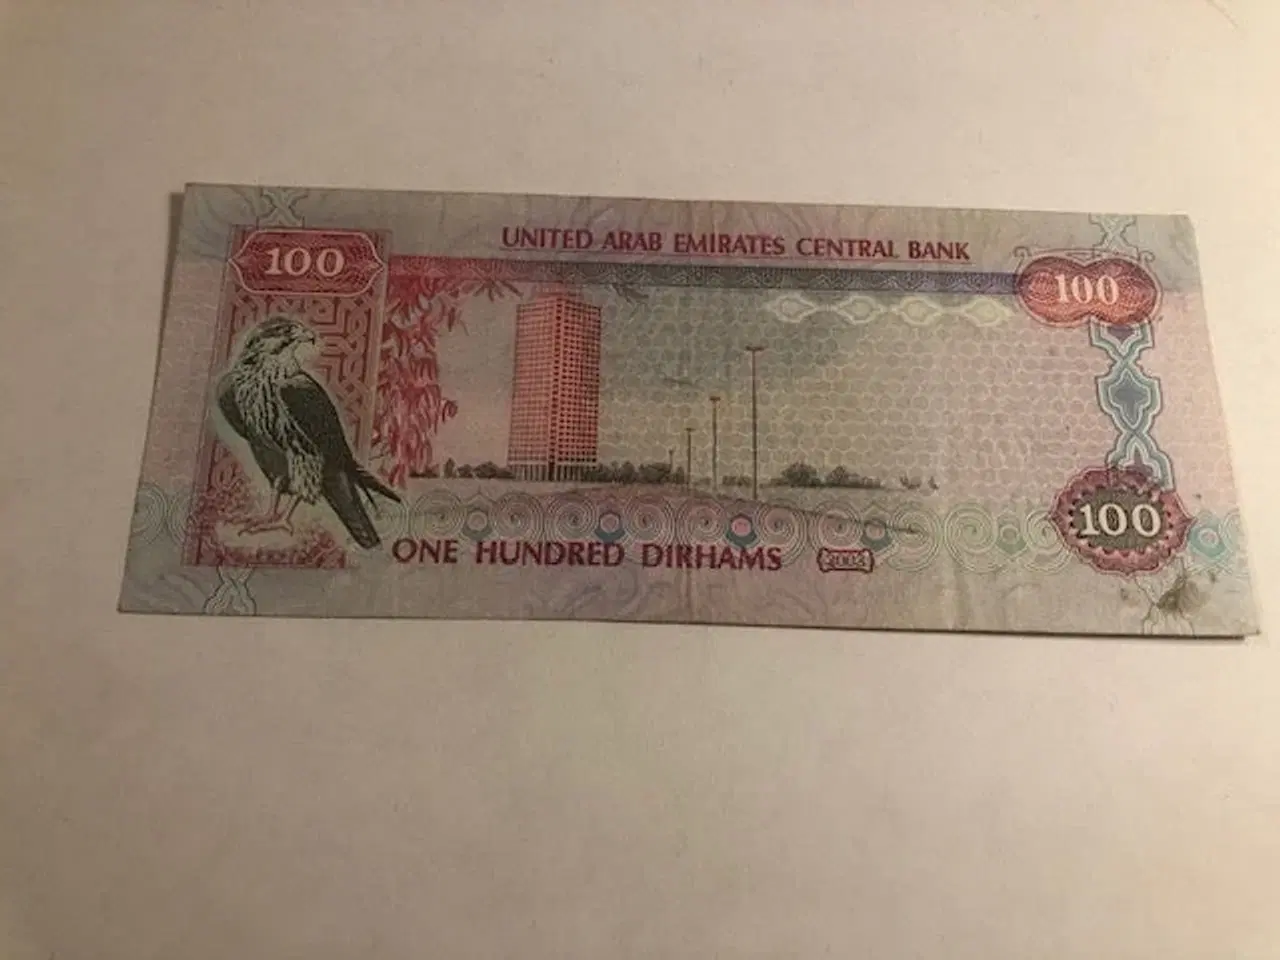 UNITED ARAB EMIRATES CENTRAL BANK
100
100
ONE HUNDRED DIRHAMS
100